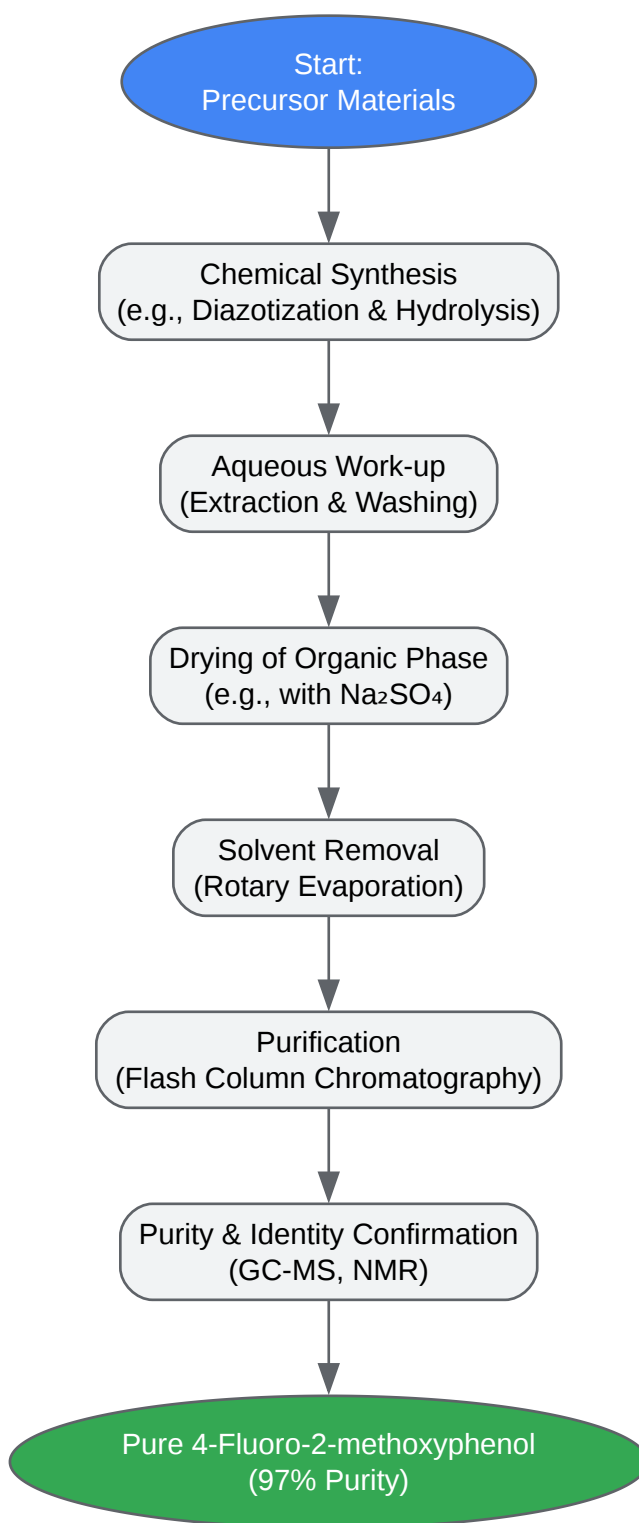 Start:
Precursor Materials
Chemical Synthesis
(e.g., Diazotization & Hydrolysis)
Aqueous Work-up
(Extraction & Washing)
Drying of Organic Phase
(e.g., with Na₂SO₄)
Solvent Removal
(Rotary Evaporation)
Purification
(Flash Column Chromatography)
Purity & Identity Confirmation
(GC-MS, NMR)
Pure 4-Fluoro-2-methoxyphenol
(97% Purity)